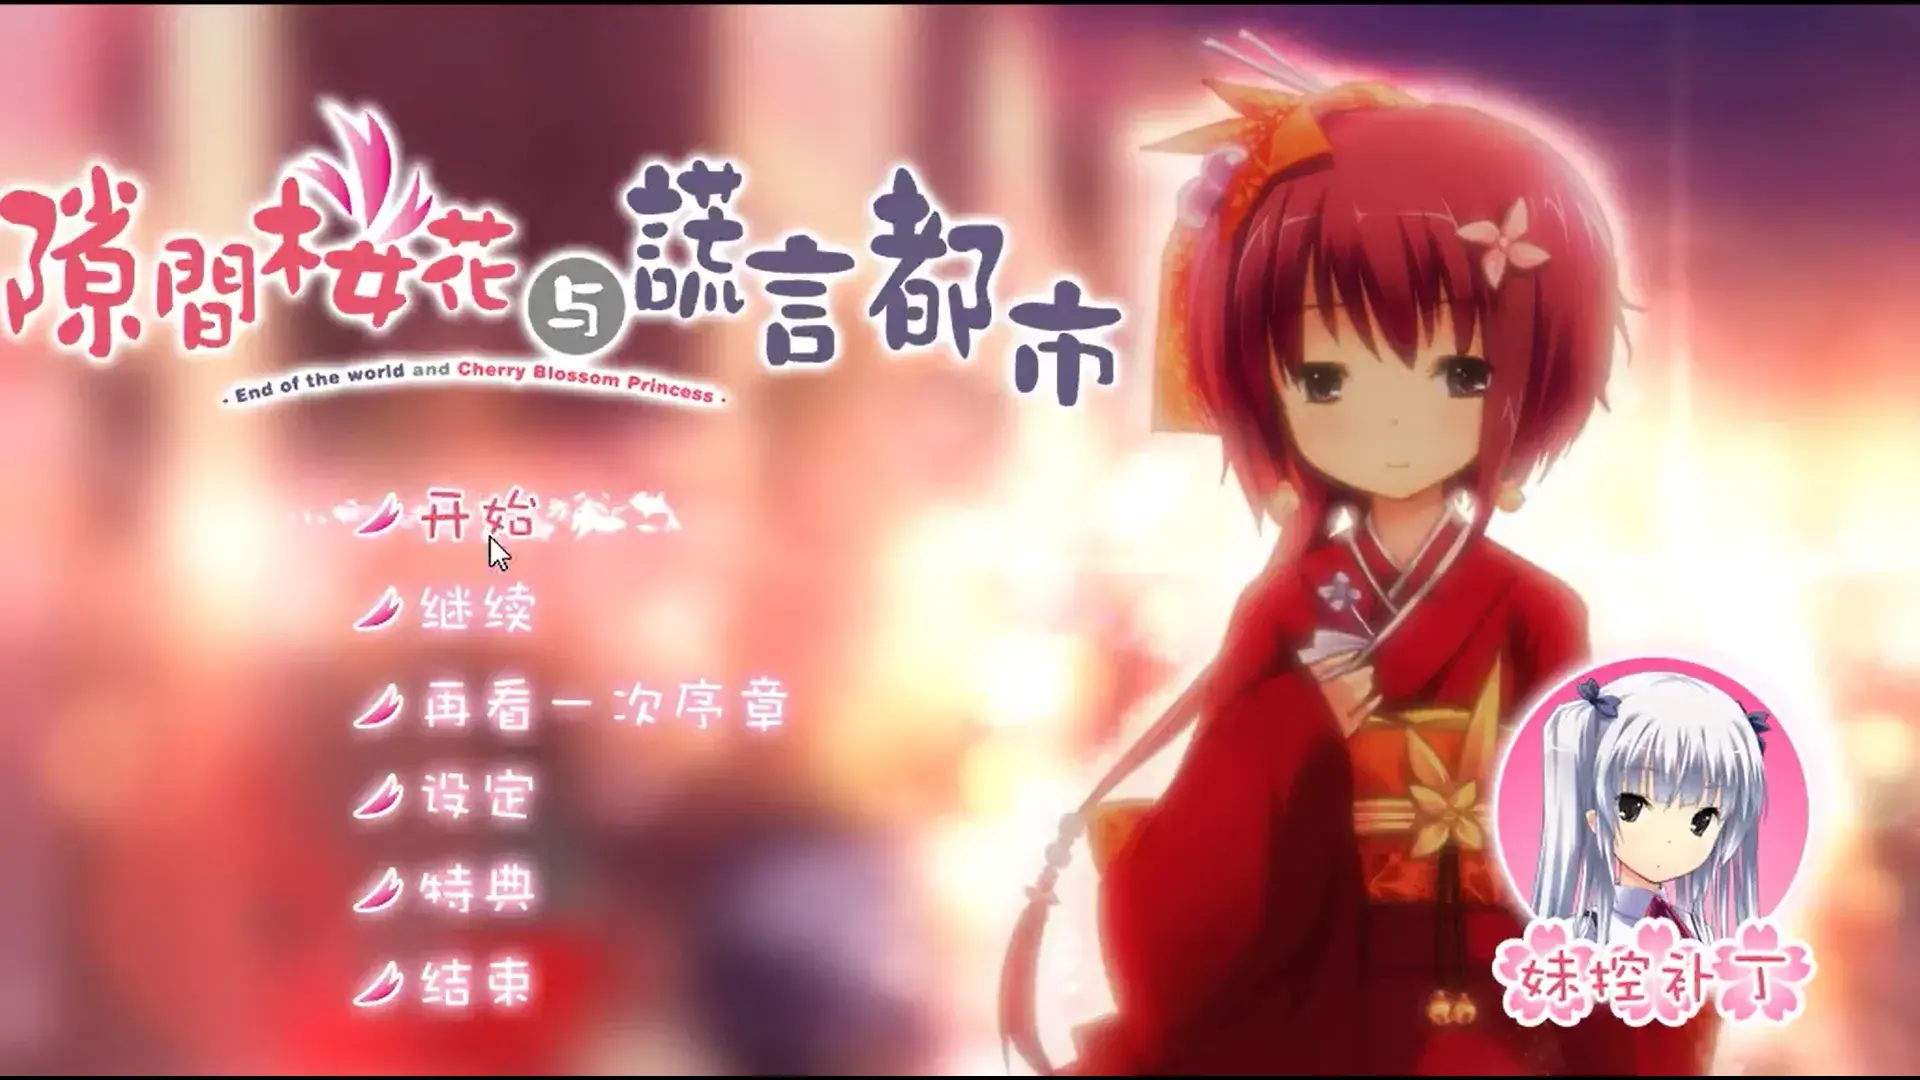 隙間桜花与謊言都市
· End of the world and Cherry Blossom Princess ·
开始
继续
再看一次序章
设定
特典
结束
妹控补丁